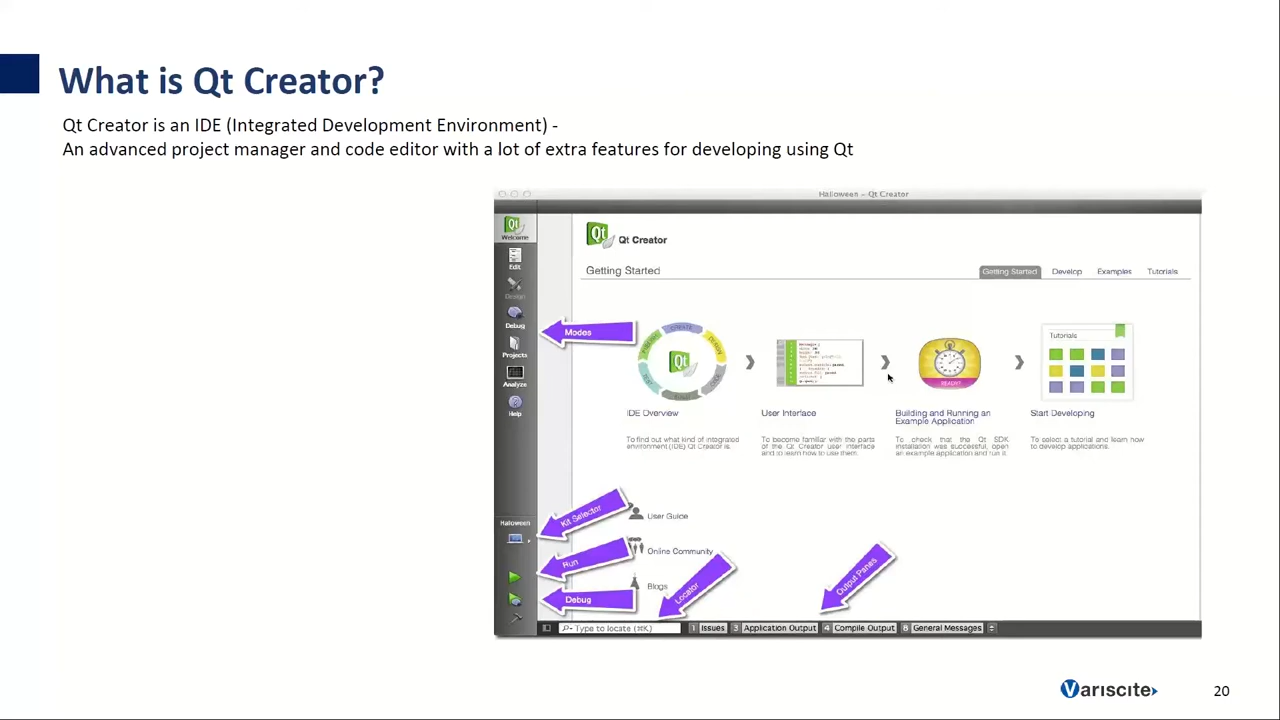 What is Qt Creator?
Qt Creator is an IDE (Integrated Development Environment) -
An advanced project manager and code editor with a lot of extra features for developing using Qt
Halloween - Qt Creator
Qt
Welcome
Edit
Design
Debug
Projects
Analyze
Help
Qt Creator
Getting Started
Getting Started
Develop
Examples
Tutorials
Modes
Qt
CREATE
Tutorials
READY?
IDE Overview
To find out what kind of integrated
environment (IDE) Qt Creator is.
User Interface
To become familiar with the parts
of the Qt Creator user interface
and to learn how to use them.
Building and Running an
Example Application
To check that the Qt SDK
installation was successful, open
an example application and run it.
Start Developing
To select a tutorial and learn how
to develop applications.
Halloween
Kit Selector
Run
Debug
User Guide
Online Community
Blogs
Locator
Output Panes
Type to locate (⌘K)
1 Issues
3 Application Output
4 Compile Output
6 General Messages
Variscite
20